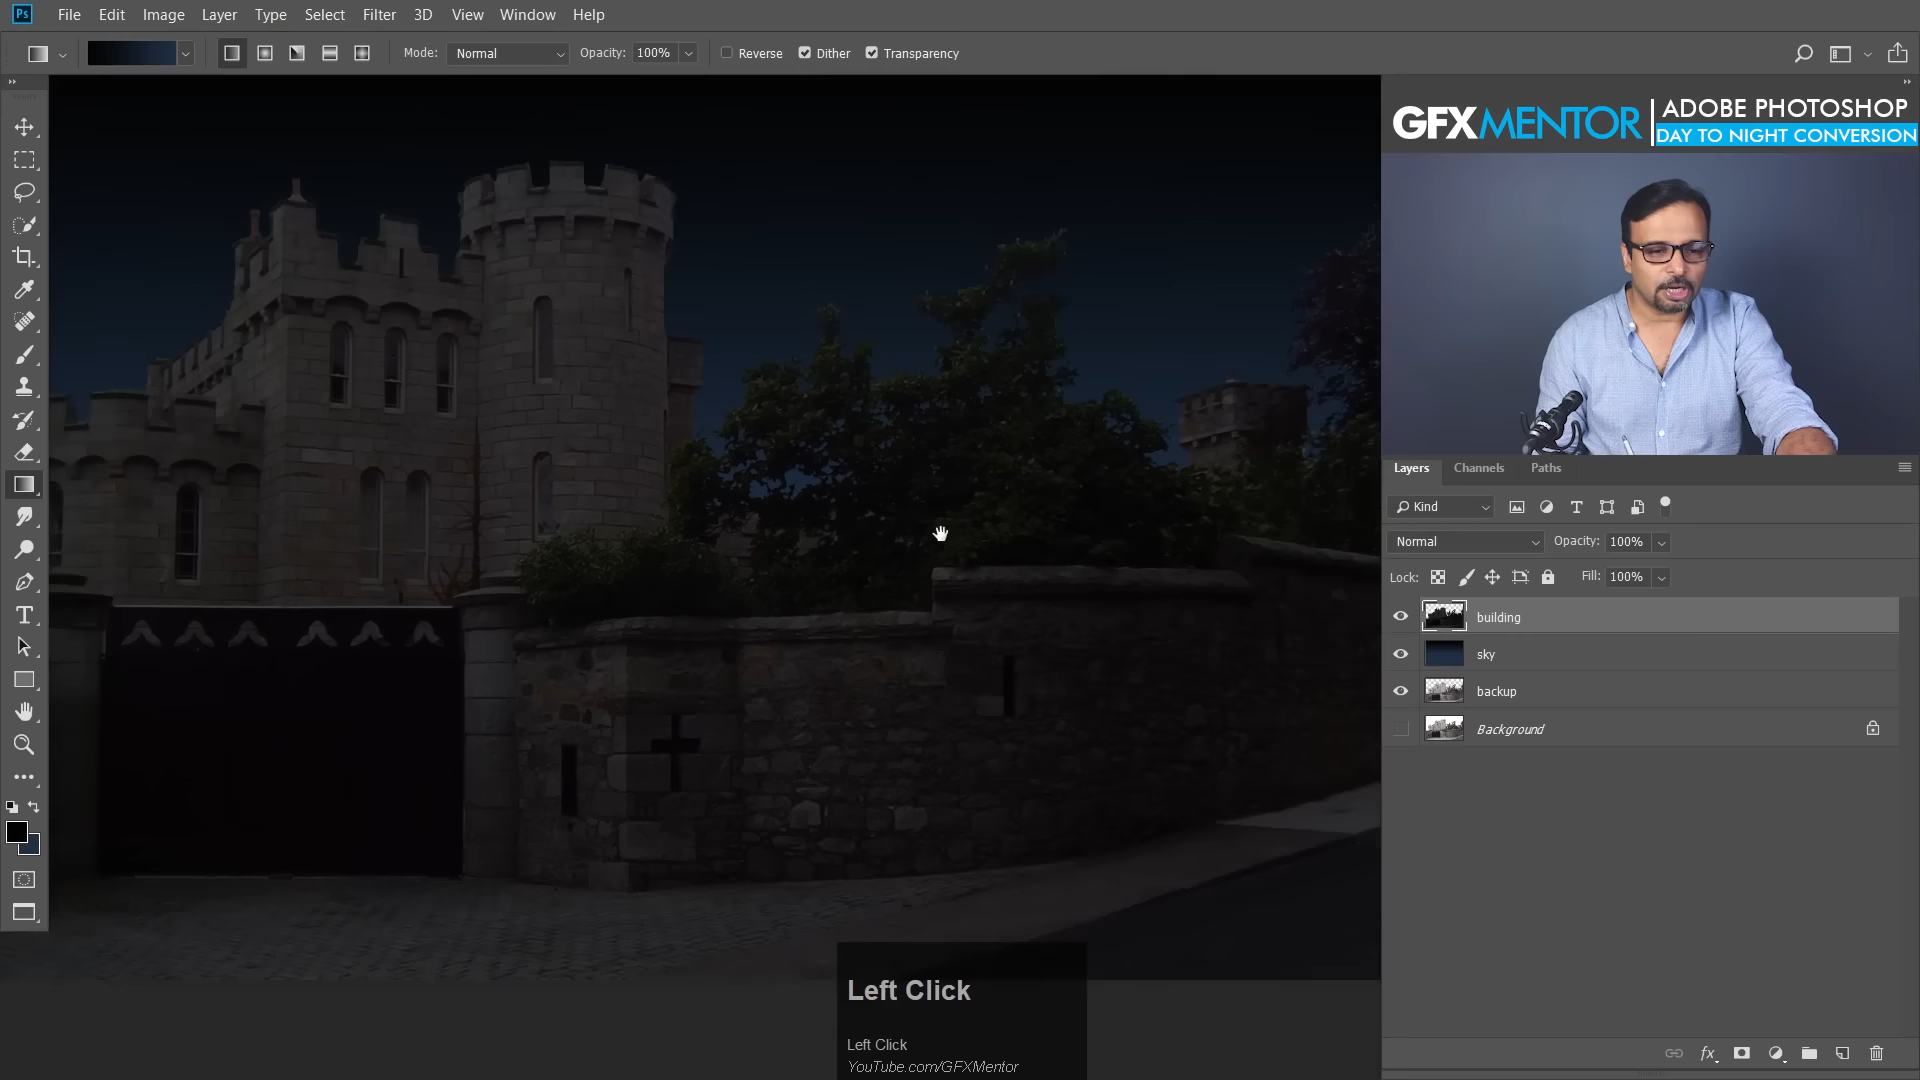 Ps File Edit Image Layer Type Select Filter 3D View Window Help
Mode: Normal Opacity: 100% Reverse Dither Transparency
GFXMENTOR ADOBE PHOTOSHOP
DAY TO NIGHT CONVERSION
Layers Channels Paths
Kind
Normal Opacity: 100%
Lock: Fill: 100%
building
sky
backup
Background
fx
Left Click
Left Click
YouTube.com/GFXMentor